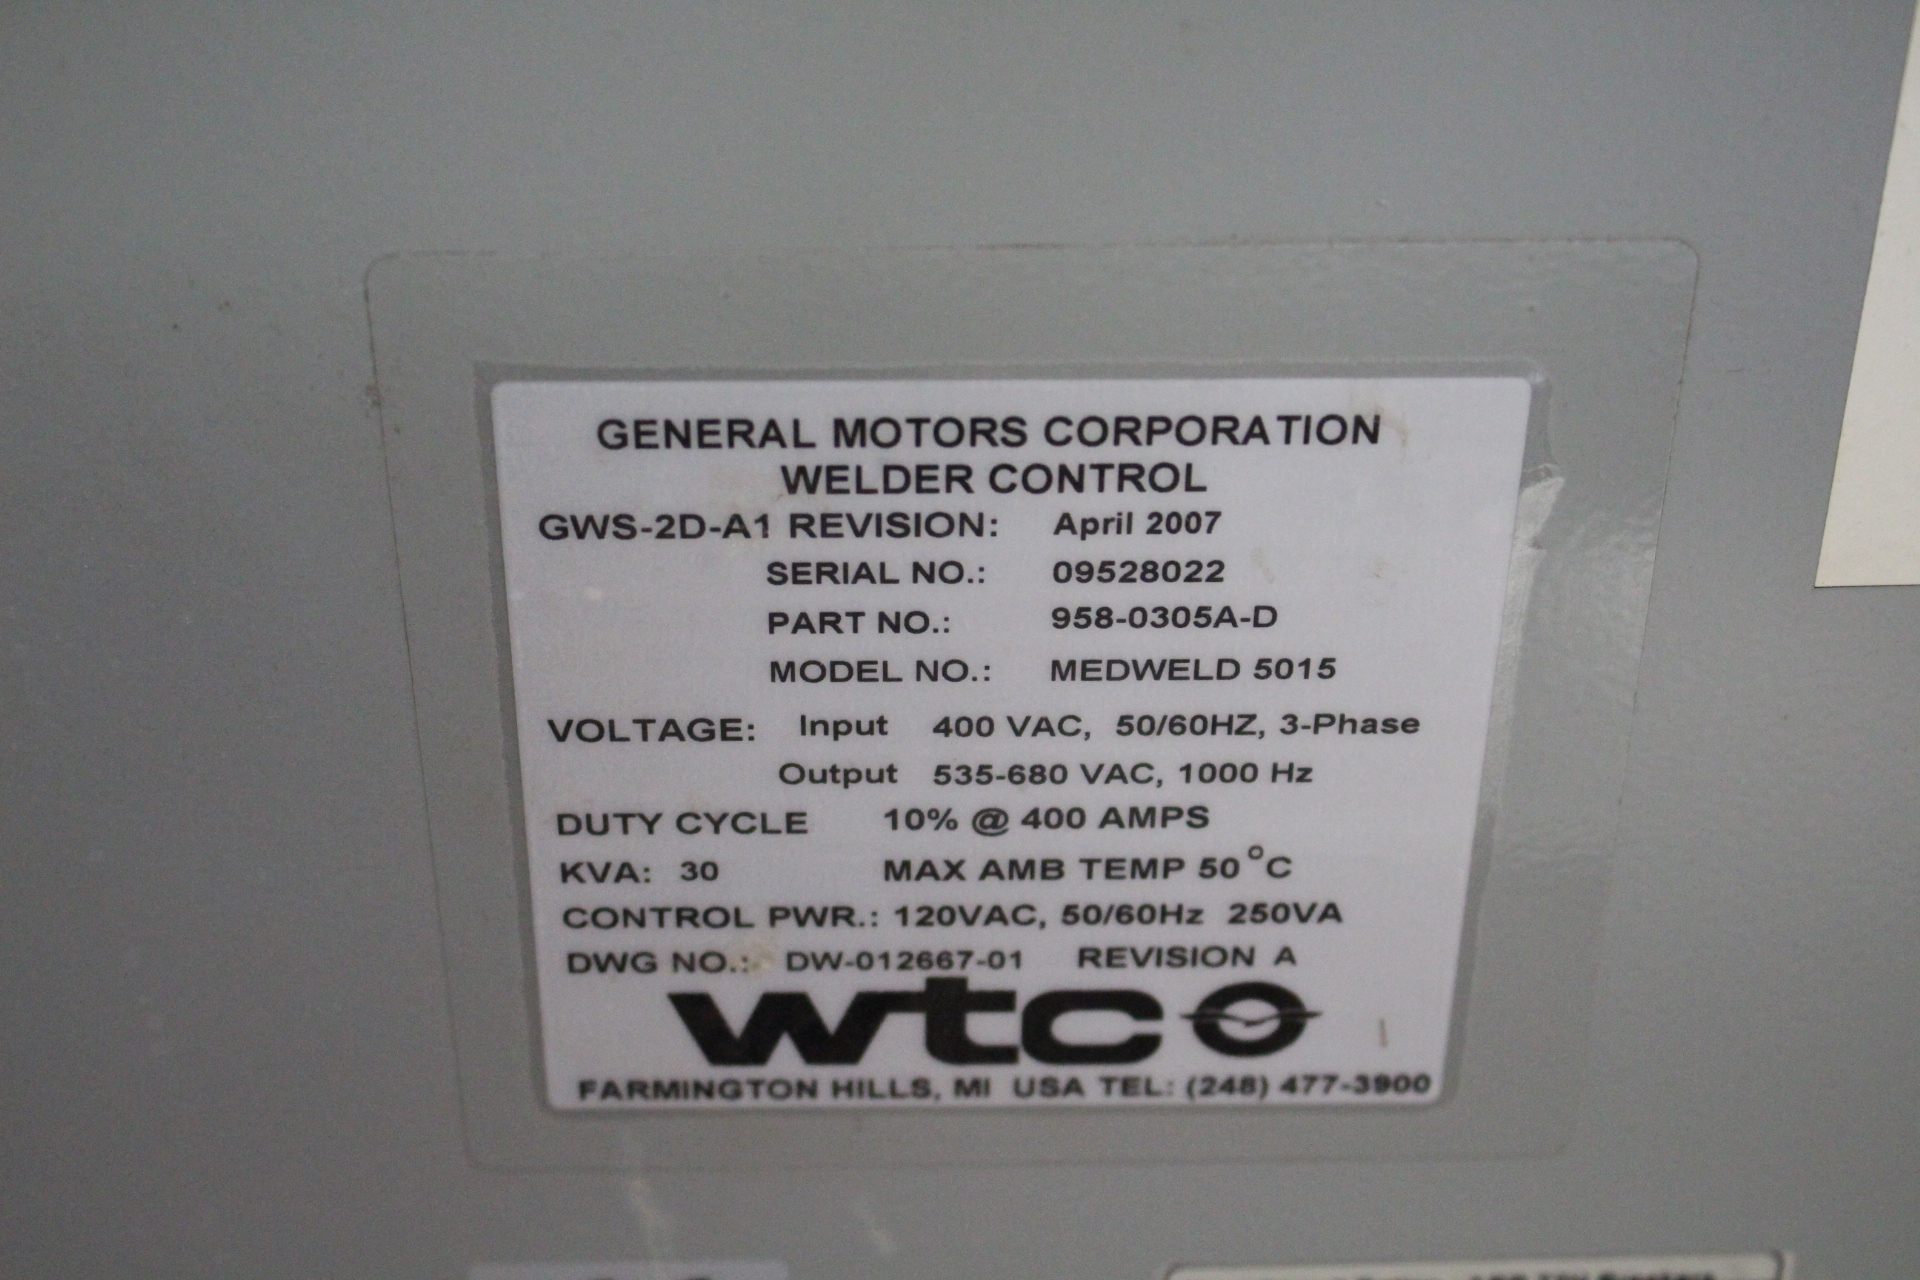 GENERAL MOTORS CORPORATION
WELDER CONTROL
GWS-2D-A1 REVISION: April 2007
SERIAL NO.: 09528022
PART NO.: 958-0305A-D
MODEL NO.: MEDWELD 5015
VOLTAGE: Input 400 VAC, 50/60HZ, 3-Phase
Output 535-680 VAC, 1000 Hz
DUTY CYCLE 10% @ 400 AMPS
KVA: 30 MAX AMB TEMP 50 °C
CONTROL PWR.: 120VAC, 50/60Hz 250VA
DWG NO.: DW-012667-01 REVISION A
wtc
FARMINGTON HILLS, MI USA TEL: (248) 477-3900